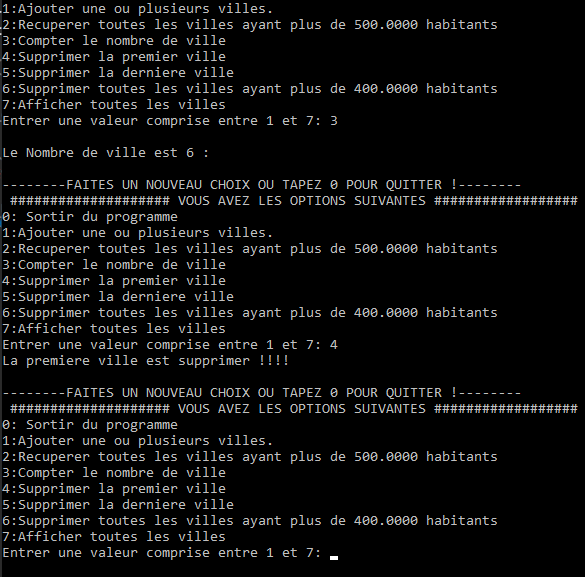 1:Ajouter une ou plusieurs villes.
2:Recuperer toutes les villes ayant plus de 500.0000 habitants
3:Compter le nombre de ville
4:Supprimer la premier ville
5:Supprimer la derniere ville
6:Supprimer toutes les villes ayant plus de 400.0000 habitants
7:Afficher toutes les villes
Entrer une valeur comprise entre 1 et 7: 3
Le Nombre de ville est 6 :
--------FAITES UN NOUVEAU CHOIX OU TAPEZ 0 POUR QUITTER !--------
#################### VOUS AVEZ LES OPTIONS SUIVANTES ##################
0: Sortir du programme
1:Ajouter une ou plusieurs villes.
2:Recuperer toutes les villes ayant plus de 500.0000 habitants
3:Compter le nombre de ville
4:Supprimer la premier ville
5:Supprimer la derniere ville
6:Supprimer toutes les villes ayant plus de 400.0000 habitants
7:Afficher toutes les villes
Entrer une valeur comprise entre 1 et 7: 4
La premiere ville est supprimer !!!!
--------FAITES UN NOUVEAU CHOIX OU TAPEZ 0 POUR QUITTER !--------
#################### VOUS AVEZ LES OPTIONS SUIVANTES ##################
0: Sortir du programme
1:Ajouter une ou plusieurs villes.
2:Recuperer toutes les villes ayant plus de 500.0000 habitants
3:Compter le nombre de ville
4:Supprimer la premier ville
5:Supprimer la derniere ville
6:Supprimer toutes les villes ayant plus de 400.0000 habitants
7:Afficher toutes les villes
Entrer une valeur comprise entre 1 et 7: _